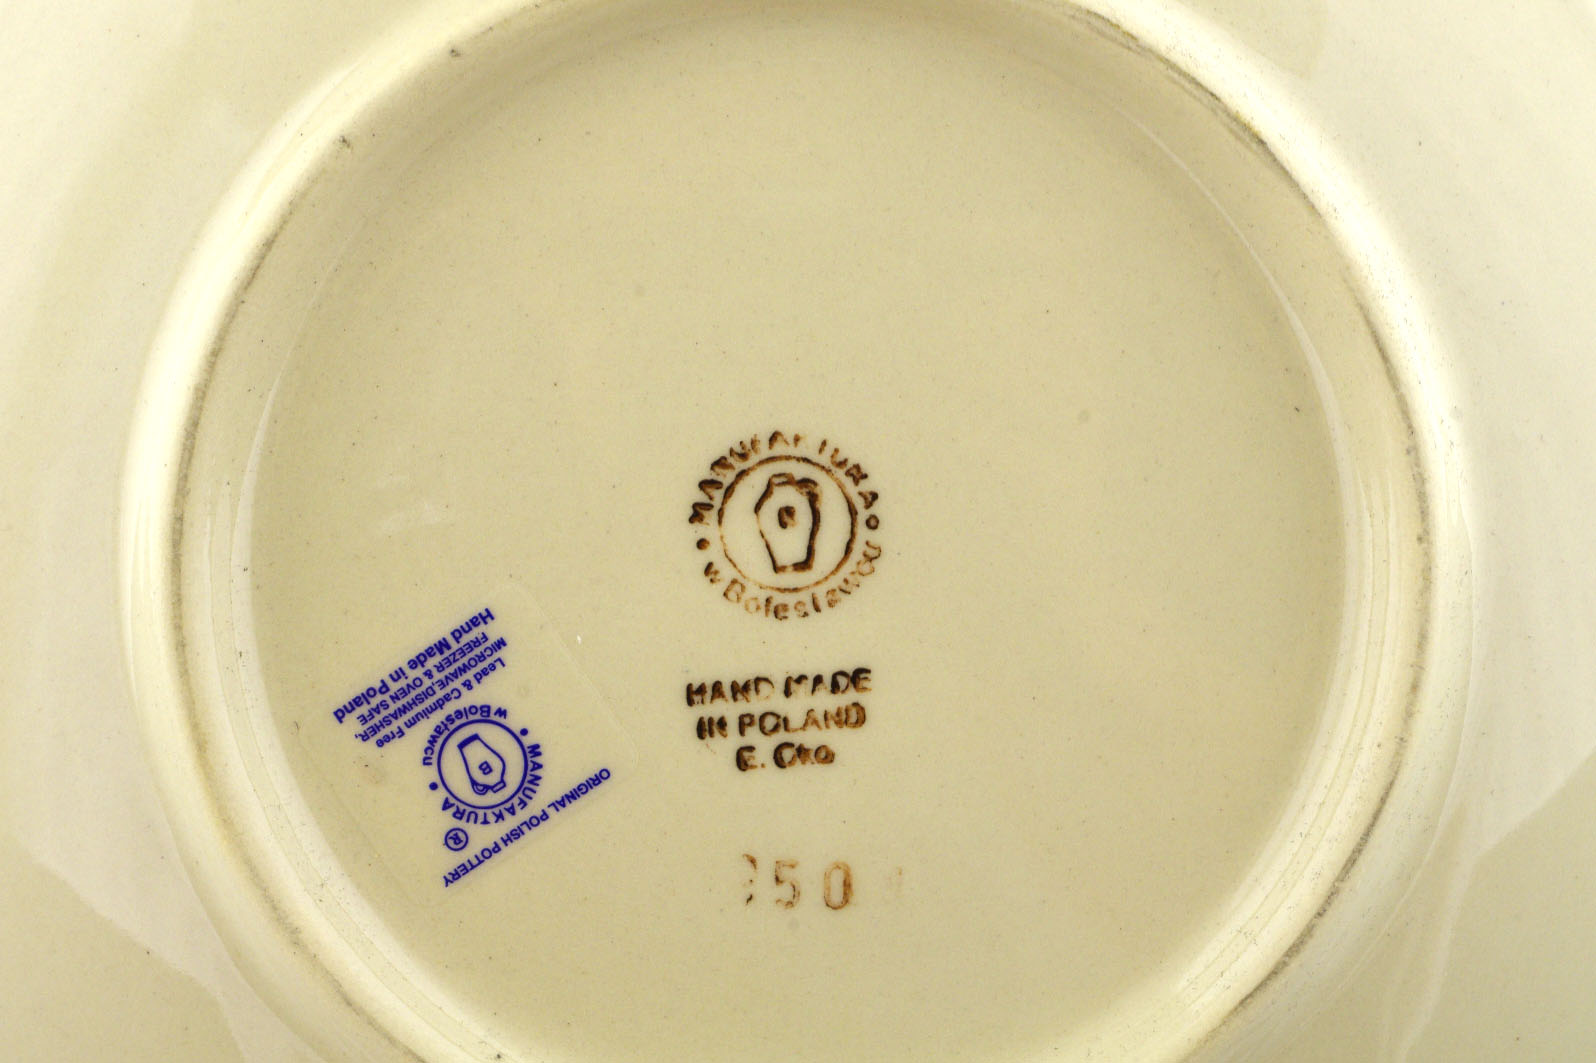 MANUFAKTURA
w Bolesławcu
HAND MADE
IN POLAND
E.
50
ORIGINAL POLISH POTTERY
®
MANUFAKTURA
B
w Bolesławcu
Lead & Cadmium Free
MICROWAVE,DISHWASHER,
FREEZER & OVEN SAFE
Hand Made in Poland